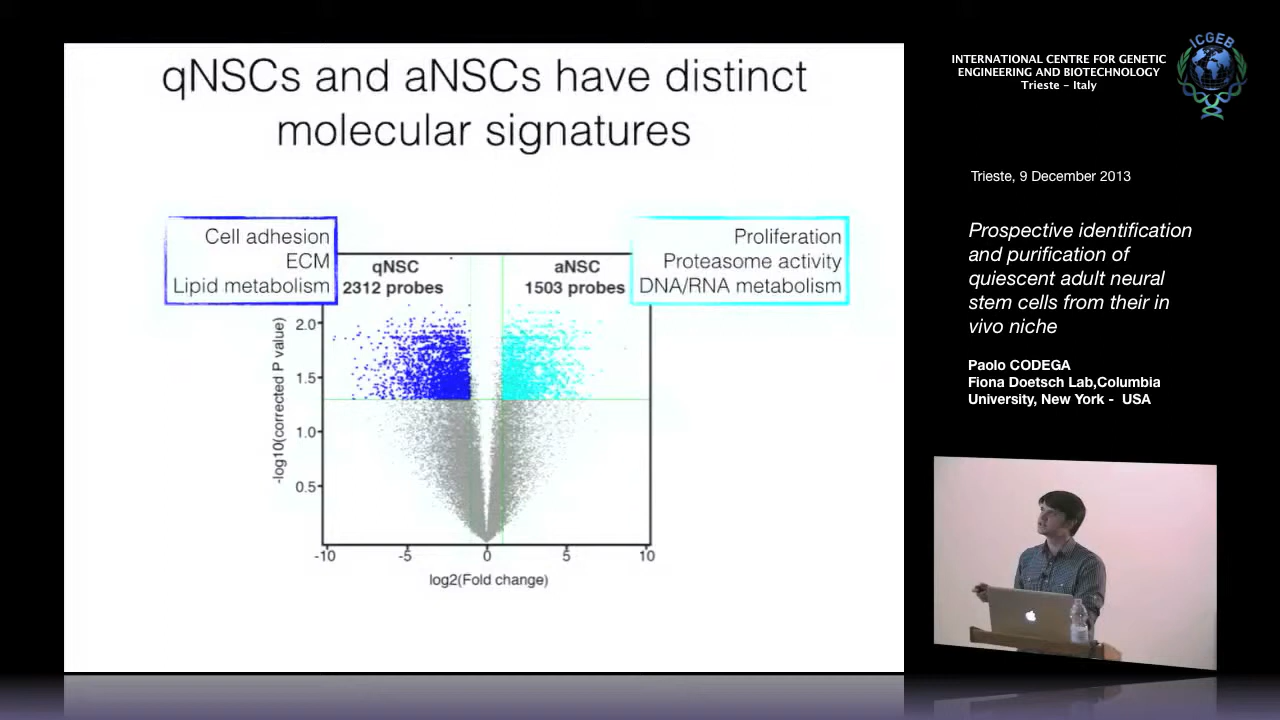 qNSCs and aNSCs have distinct
molecular signatures
Cell adhesion
ECM
Lipid metabolism
Proliferation
Proteasome activity
DNA/RNA metabolism
qNSC
2312 probes
aNSC
1503 probes
-log10(corrected P value)
2.0
1.5
1.0
0.5
-10
-5
0
5
10
log2(Fold change)
INTERNATIONAL CENTRE FOR GENETIC
ENGINEERING AND BIOTECHNOLOGY
Trieste - Italy
ICGEB
Trieste, 9 December 2013
Prospective identification
and purification of
quiescent adult neural
stem cells from their in
vivo niche
Paolo CODEGA
Fiona Doetsch Lab,Columbia
University, New York - USA